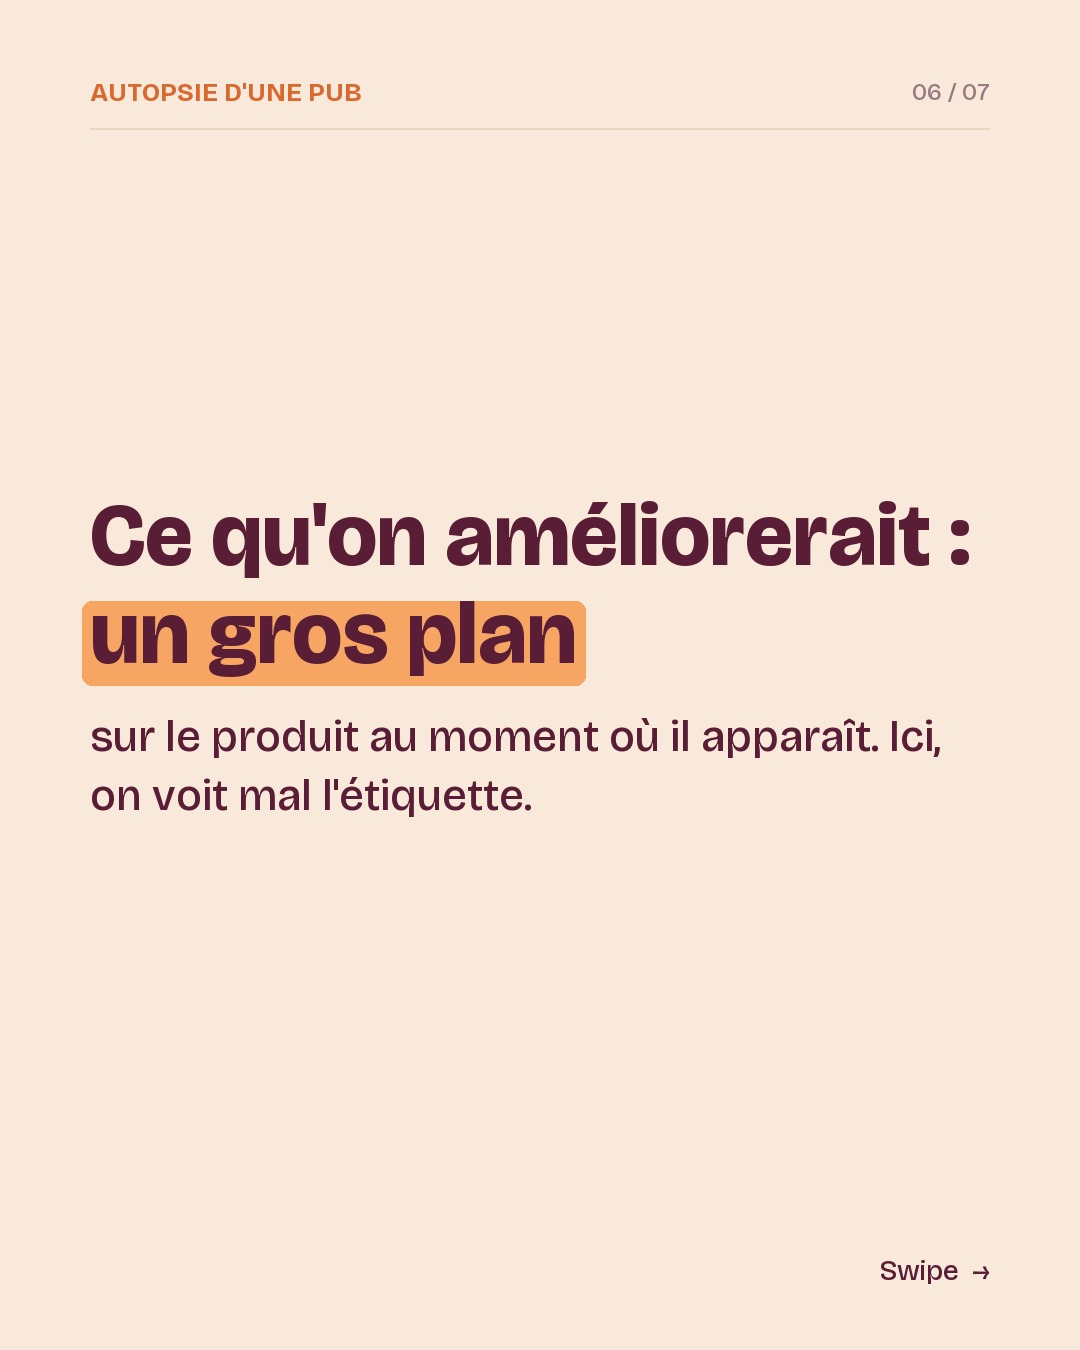 AUTOPSIE D'UNE PUB
06 / 07
Ce qu'on améliorerait :
un gros plan
sur le produit au moment où il apparaît. Ici,
on voit mal l'étiquette.
Swipe →